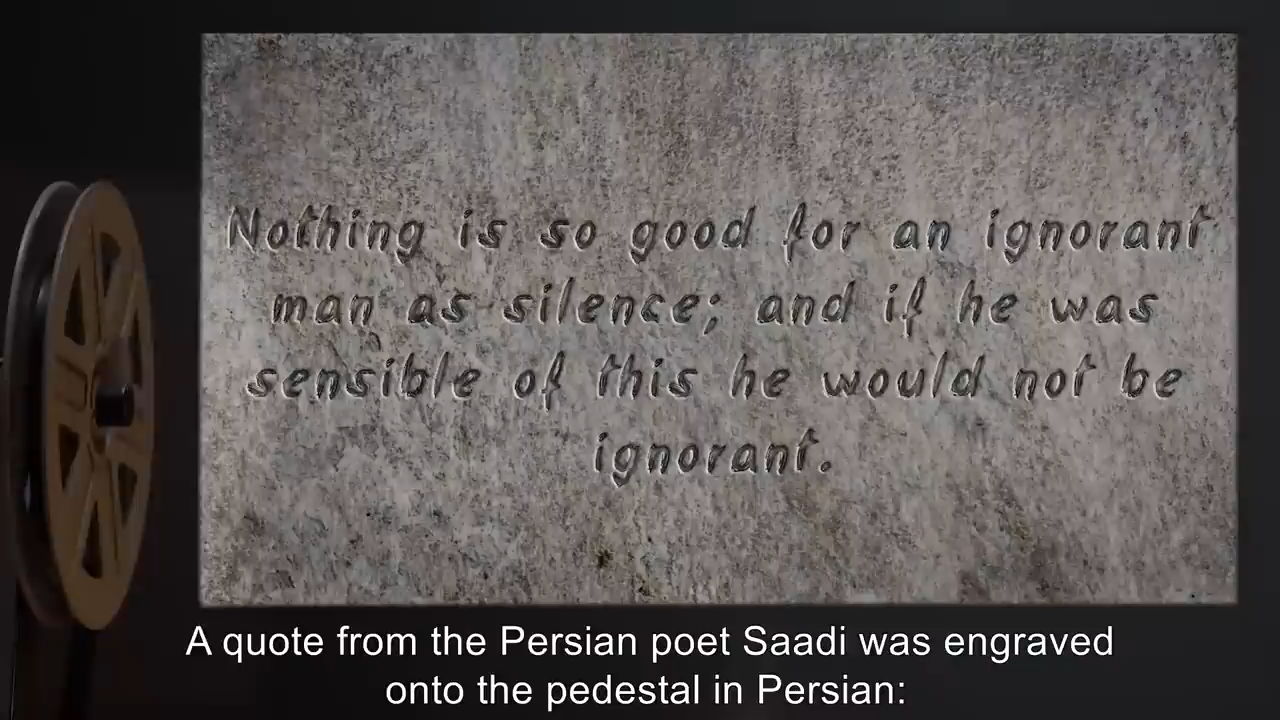 Nothing is so good for an ignorant
man as silence; and if he was
sensible of this he would not be
ignorant.
A quote from the Persian poet Saadi was engraved
onto the pedestal in Persian: